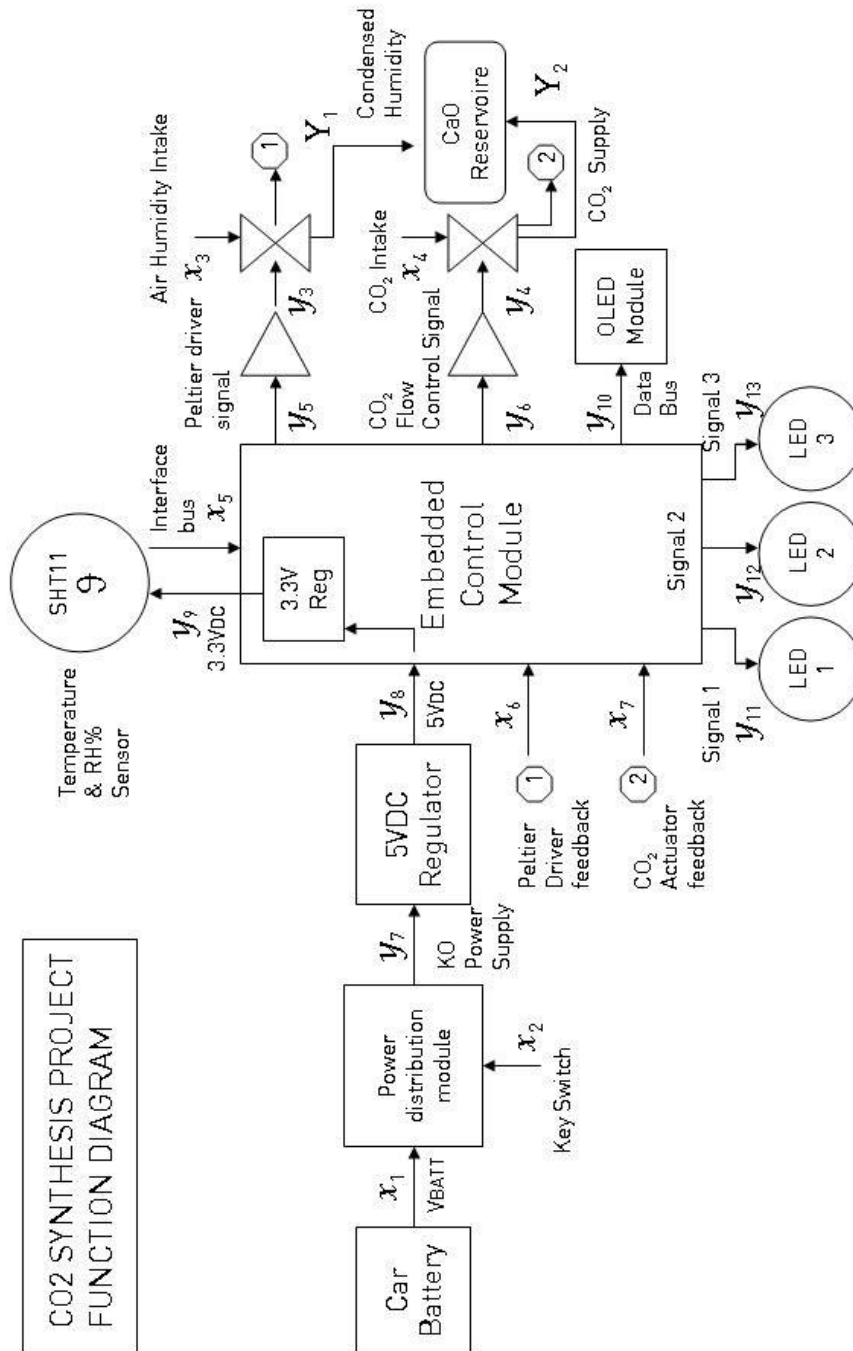 CO2 SYNTHESIS PROJECT
FUNCTION DIAGRAM
Car
Battery
x1
VBATT
Power
distribution
module
x2
Key Switch
y7
KO
Power
Supply
5VDC
Regulator
y8
5VDC
Temperature
& RH%
Sensor
SHT11
9
y9
3.3VDC
Interface
bus
x5
3.3V
Reg
Embedded
Control
Module
1
x6
Peltier
Driver
feedback
2
x7
CO2
Actuator
feedback
Signal 1
y11
LED
1
Signal 2
y12
LED
2
Signal 3
y13
LED
3
Peltier driver
signal
y5
y3
Air Humidity Intake
x3
1
Y1
Condensed
Humidity
CO2
Flow
Control Signal
y6
y4
CO2 Intake
x4
2
CaO
Reservoire
Y2
CO2 Supply
y10
Data
Bus
OLED
Module